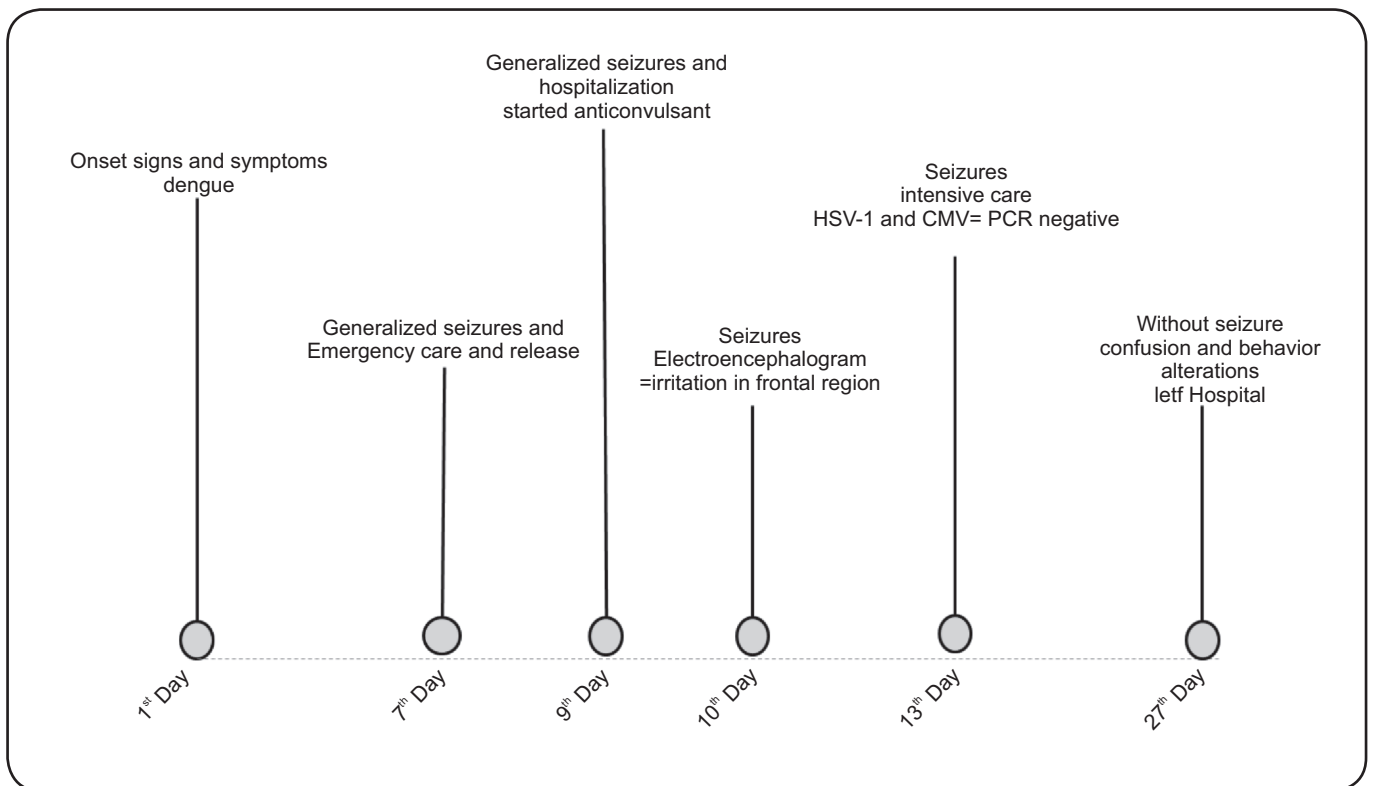 Generalized seizures and
hospitalization
started anticonvulsant
Onset signs and symptoms
dengue
Seizures
intensive care
HSV-1 and CMV= PCR negative
Generalized seizures and
Emergency care and release
Seizures
Electroencephalogram
=irritation in frontal region
Without seizure
confusion and behavior
alterations
letf Hospital
1st Day
7th Day
9th Day
10th Day
13th Day
27th Day